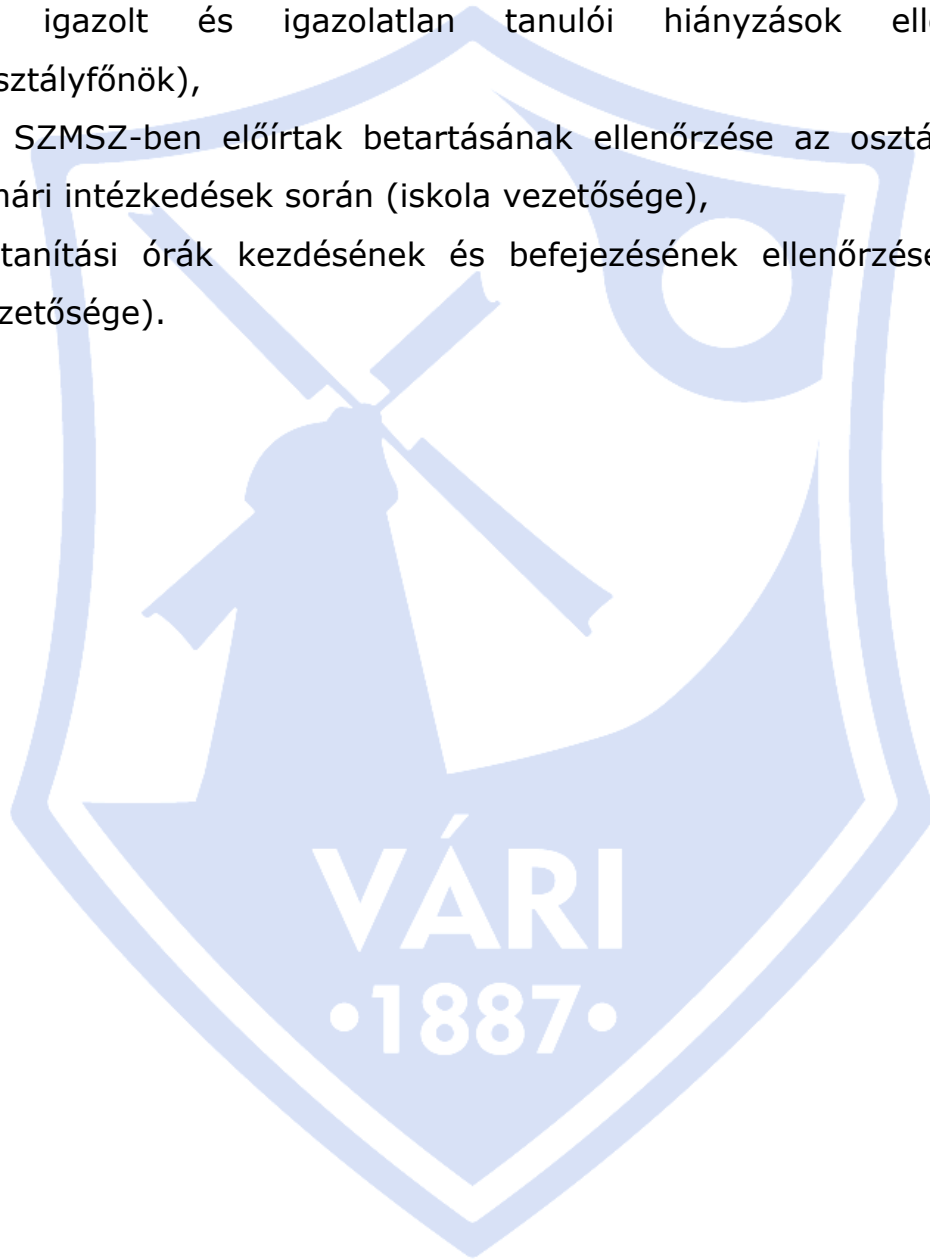 igazolt és igazolatlan tanulói hiányzások
sztályfőnök),
SZMSZ-ben előírtak betartásának ellenőrzése az
intézkedések során (iskola vezetősége),
tanítási órák kezdésének és befejezésének ellenőrzése
zetősége).
VÁRI
•1887•